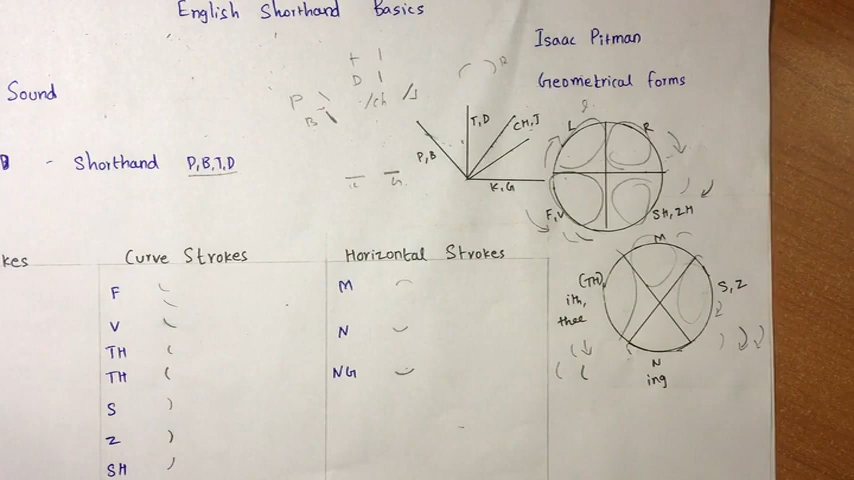 English Shorthand Basics
Isaac Pitman
Sound
Geometrical forms
T
D
P
B
/ch /J
R
T, D
CH, J
P, B
K, G
K G
L
R
F, V
SH, ZH
- Shorthand P, B, T, D
kes
Curve Strokes
Horizontal Strokes
F
V
TH
TH
S
Z
SH
M
N
NG
M
(TH)
ith,
thee
S, Z
N
ing